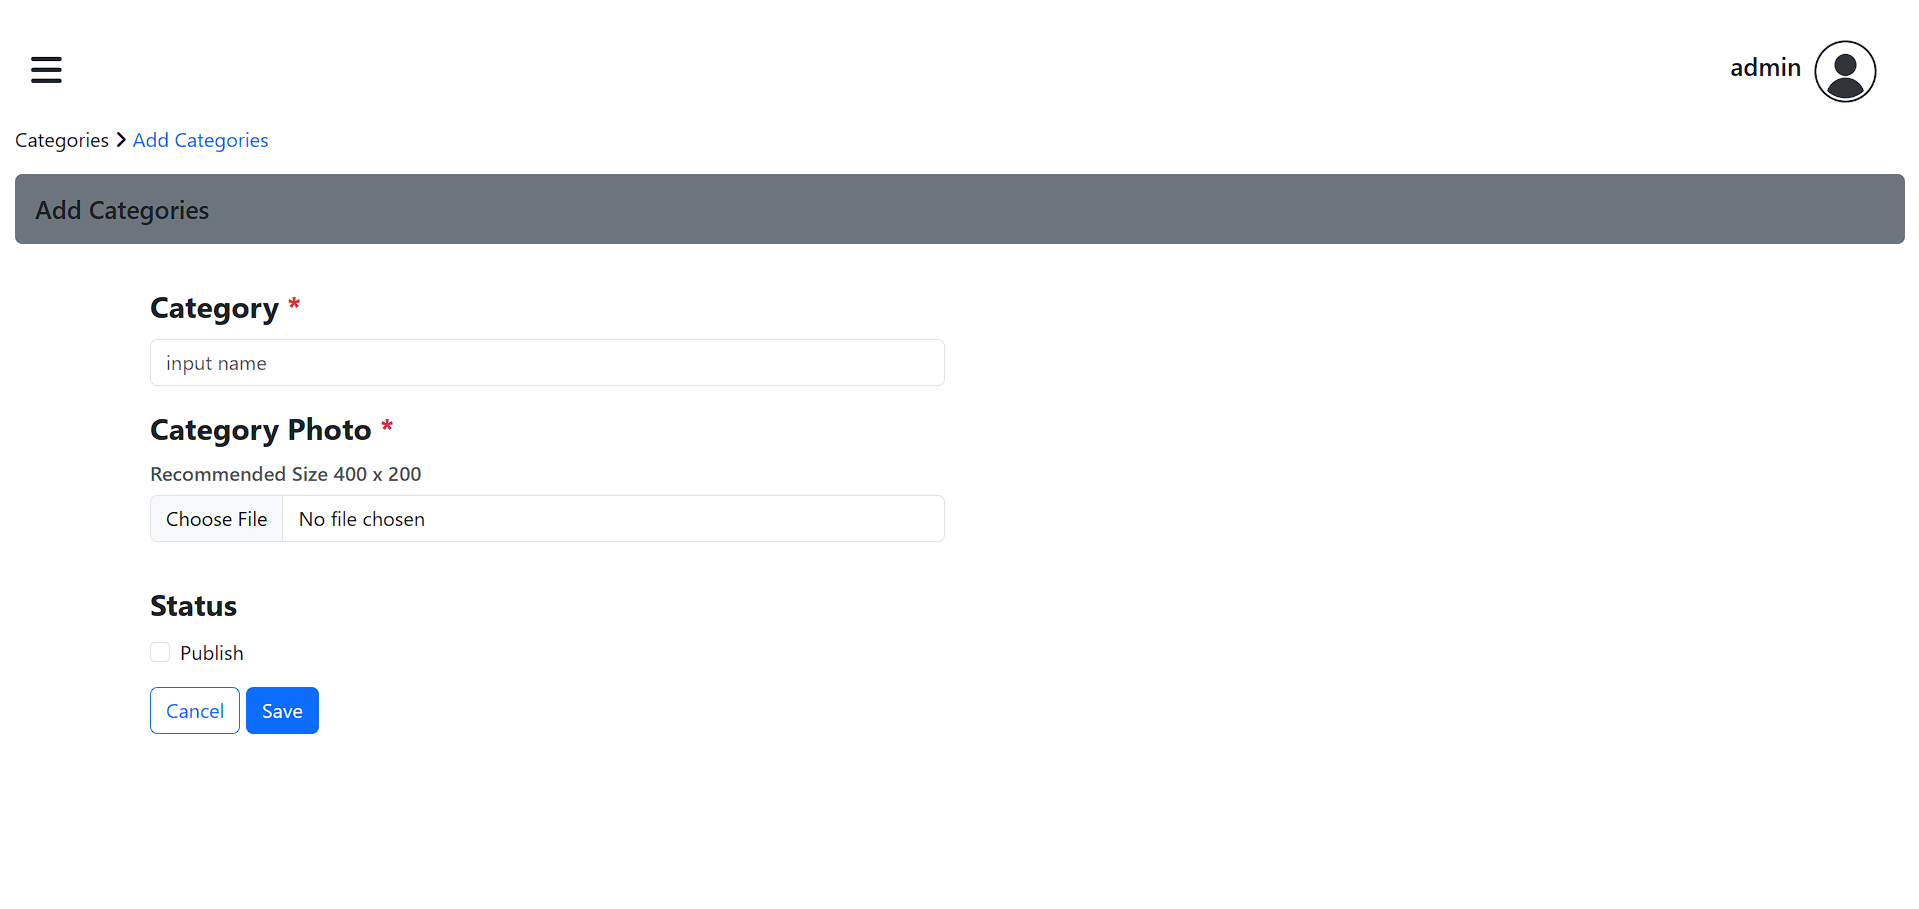 admin
Categories Add Categories
Add Categories
Category *
input name
Category Photo *
Recommended Size 400 x 200
Choose File No file chosen
Status
Publish
Cancel Save